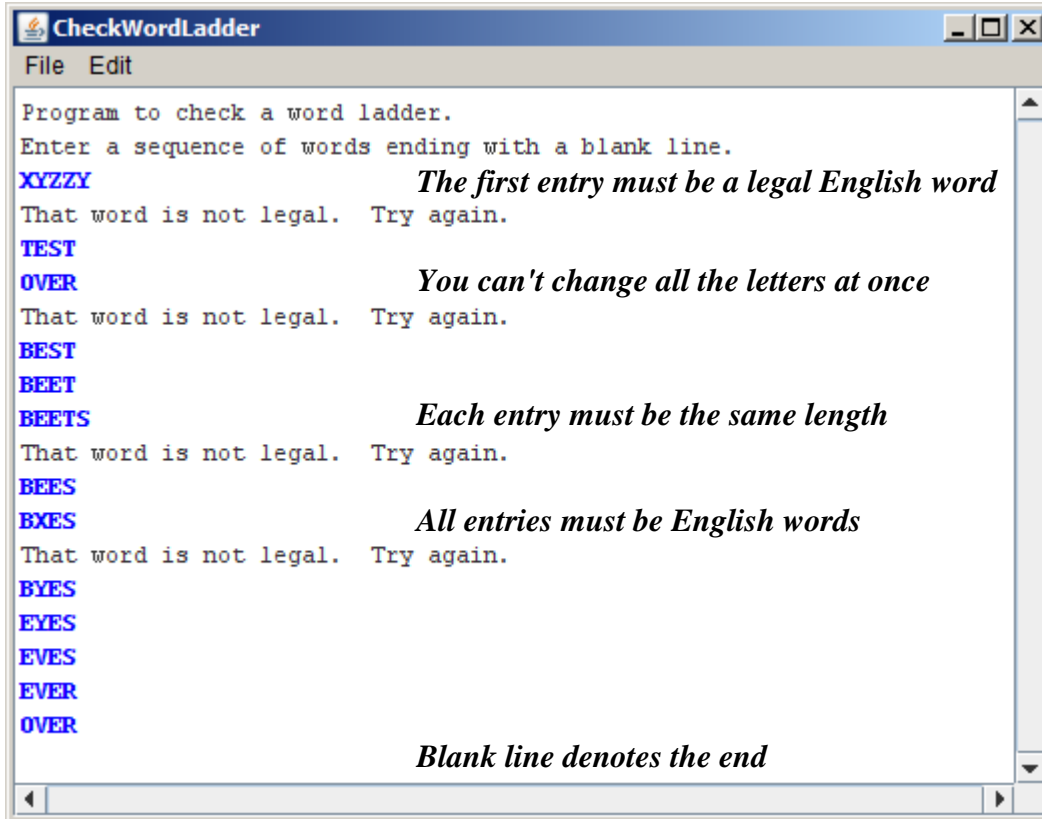 CheckWordLadder
File Edit
Program to check a word ladder.
Enter a sequence of words ending with a blank line.
XYZZY The first entry must be a legal English word
That word is not legal.  Try again.
TEST
OVER You can't change all the letters at once
That word is not legal.  Try again.
BEST
BEET
BEETS Each entry must be the same length
That word is not legal.  Try again.
BEES
BXES All entries must be English words
That word is not legal.  Try again.
BYES
EYES
EVES
EVER
OVER
Blank line denotes the end